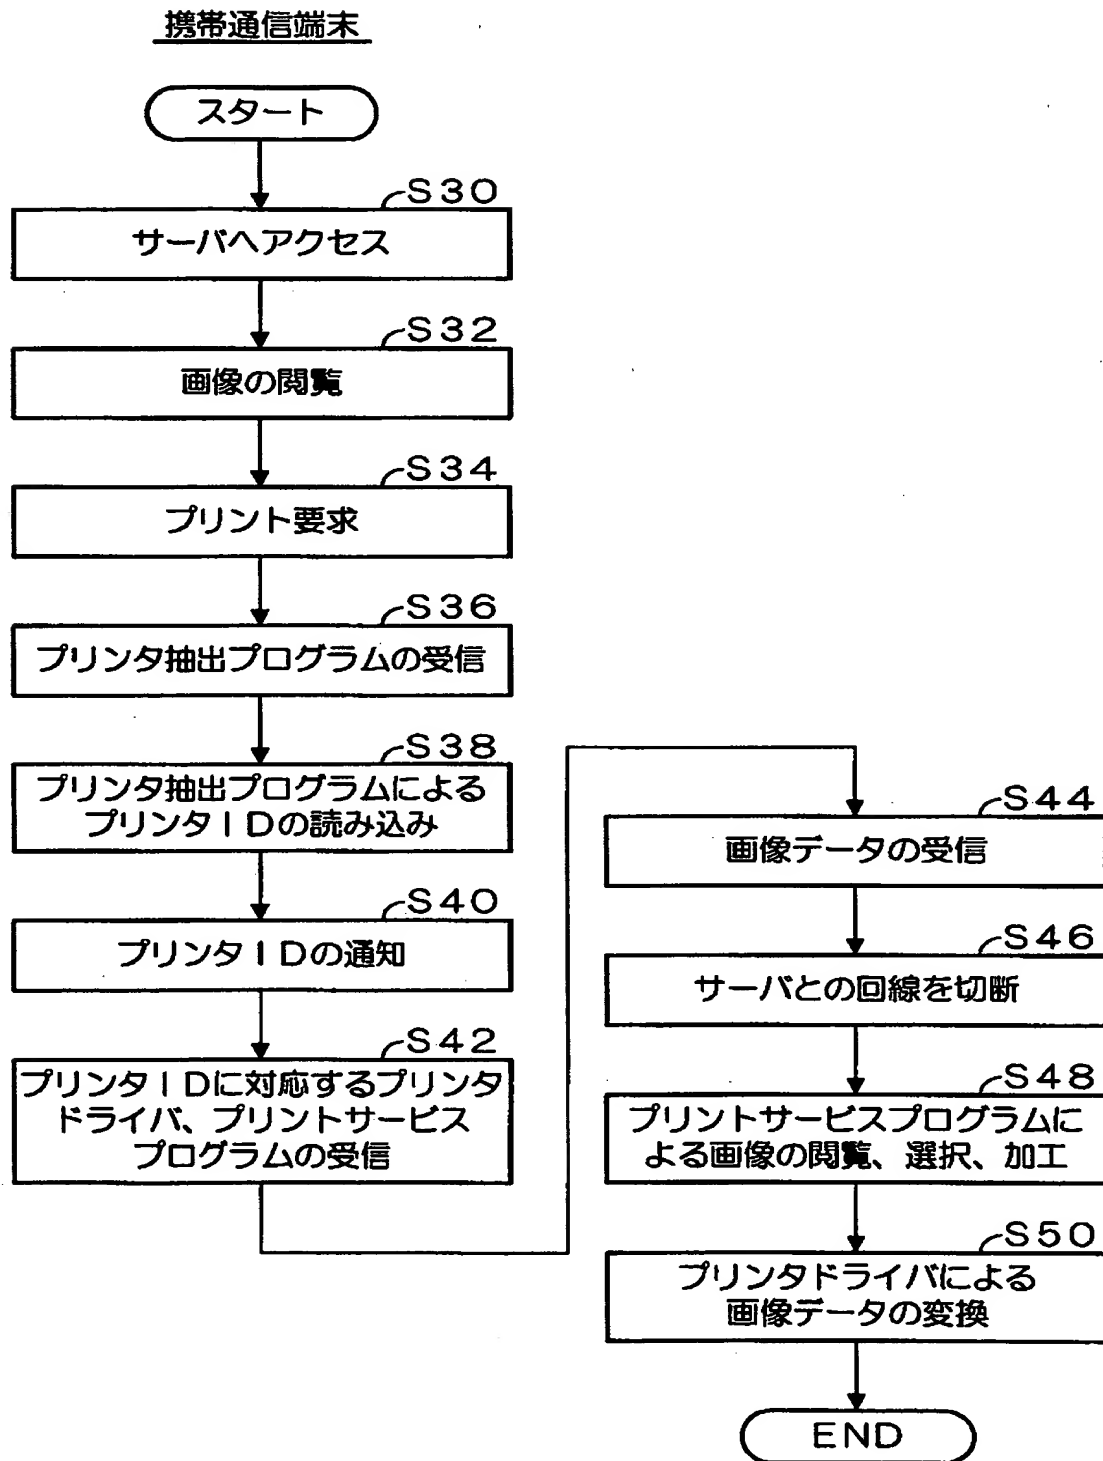 携帯通信端末
スタート
S30
サーバへアクセス
S32
画像の閲覧
S34
プリント要求
S36
プリンタ抽出プログラムの受信
S38
プリンタ抽出プログラムによる
プリンタIDの読み込み
S40
プリンタIDの通知
S42
プリンタIDに対応するプリンタ
ドライバ、プリントサービス
プログラムの受信
S44
画像データの受信
S46
サーバとの回線を切断
S48
プリントサービスプログラムに
よる画像の閲覧、選択、加工
S50
プリンタドライバによる
画像データの変換
END